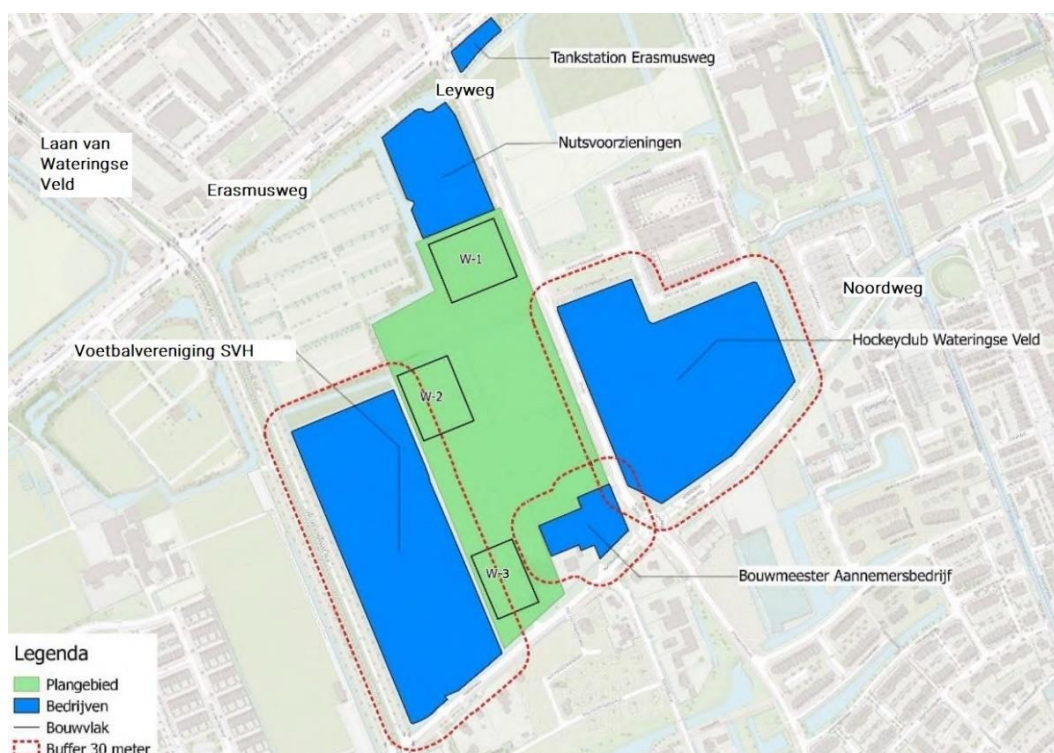 Tankstation Erasmusweg
Leyweg
Nutsvoorzieningen
Laan van
Wateringse
Veld
Erasmusweg
W-1
Noordweg
Hockeyclub Wateringse Veld
Voetbalvereniging SVH
W-2
W-3
Bouwmeester Aannemersbedrijf
Legenda
Plangebied
Bedrijven
Bouwvlak
Buffer 30 meter